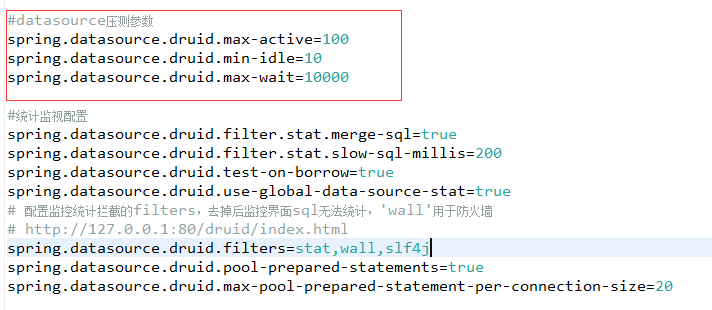 #datasource压测参数
spring.datasource.druid.max-active=100
spring.datasource.druid.min-idle=10
spring.datasource.druid.max-wait=10000
#统计监视配置
spring.datasource.druid.filter.stat.merge-sql=true
spring.datasource.druid.filter.stat.slow-sql-millis=200
spring.datasource.druid.test-on-borrow=true
spring.datasource.druid.use-global-data-source-stat=true
# 配置监控统计拦截的filters，去掉后监控界面sql无法统计，'wall'用于防火墙
# http://127.0.0.1:80/druid/index.html
spring.datasource.druid.filters=stat,wall,slf4j
spring.datasource.druid.pool-prepared-statements=true
spring.datasource.druid.max-pool-prepared-statement-per-connection-size=20